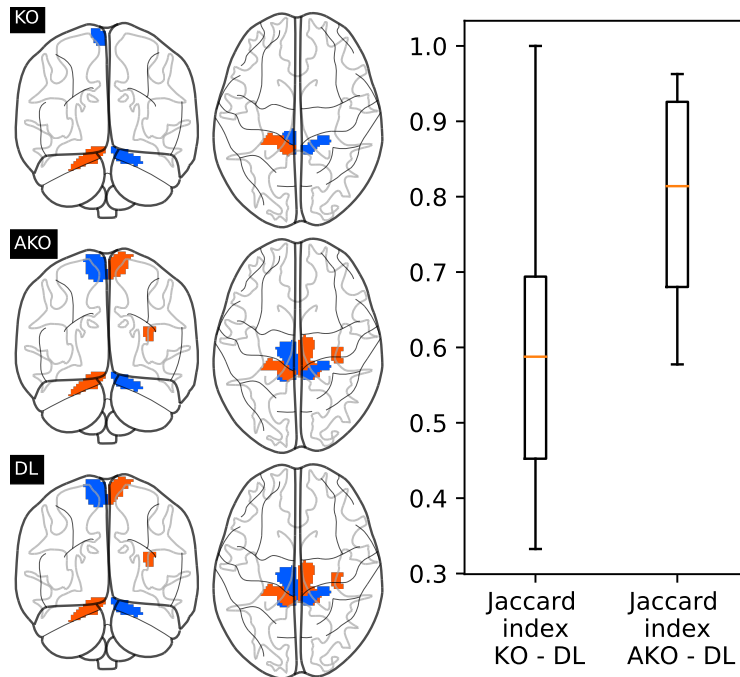 KO
AKO
DL
1.0
0.9
0.8
0.7
0.6
0.5
0.4
0.3
Jaccard
index
KO - DL
Jaccard
index
AKO - DL